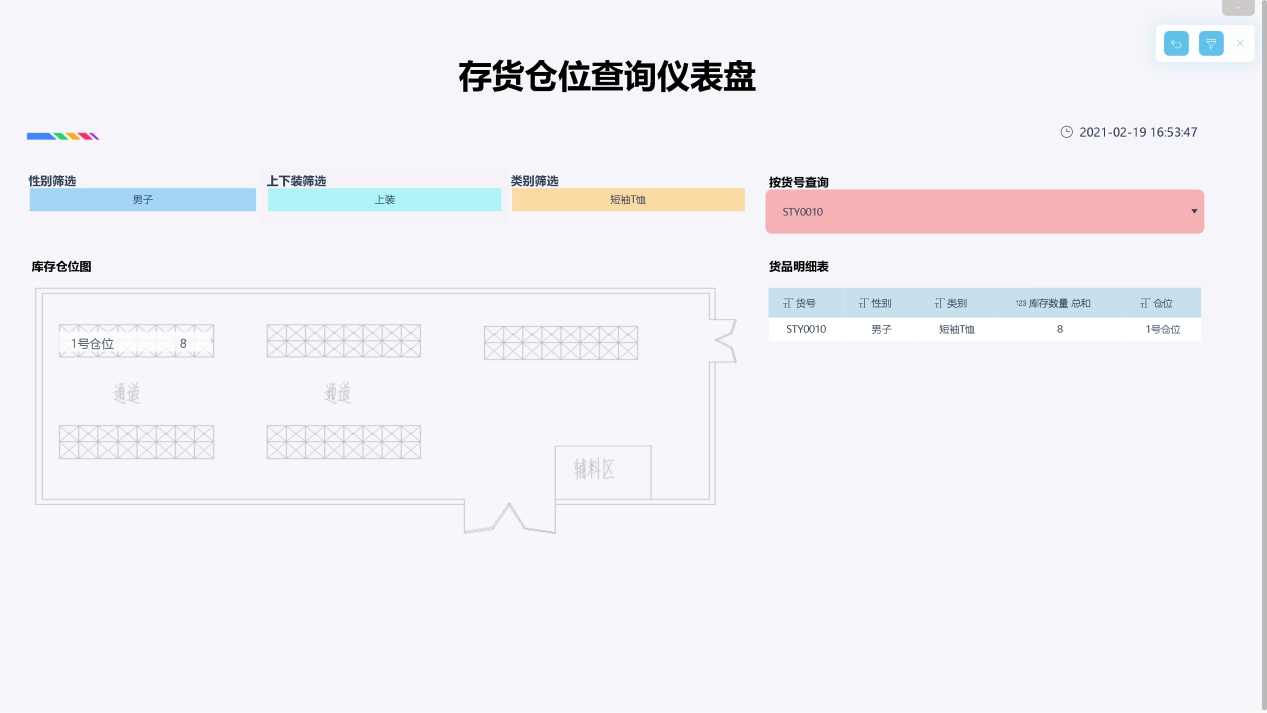 存货仓位查询仪表盘
2021-02-19 16:53:47
性别筛选 上下装筛选 类别筛选 按货号查询
男子 上装 短袖T恤 STY0010
库存仓位图 货品明细表
货号 性别 类别 123 库存数量 总和 仓位
STY0010 男子 短袖T恤 8 1号仓位
1号仓位 8
通道 通道
辅料区